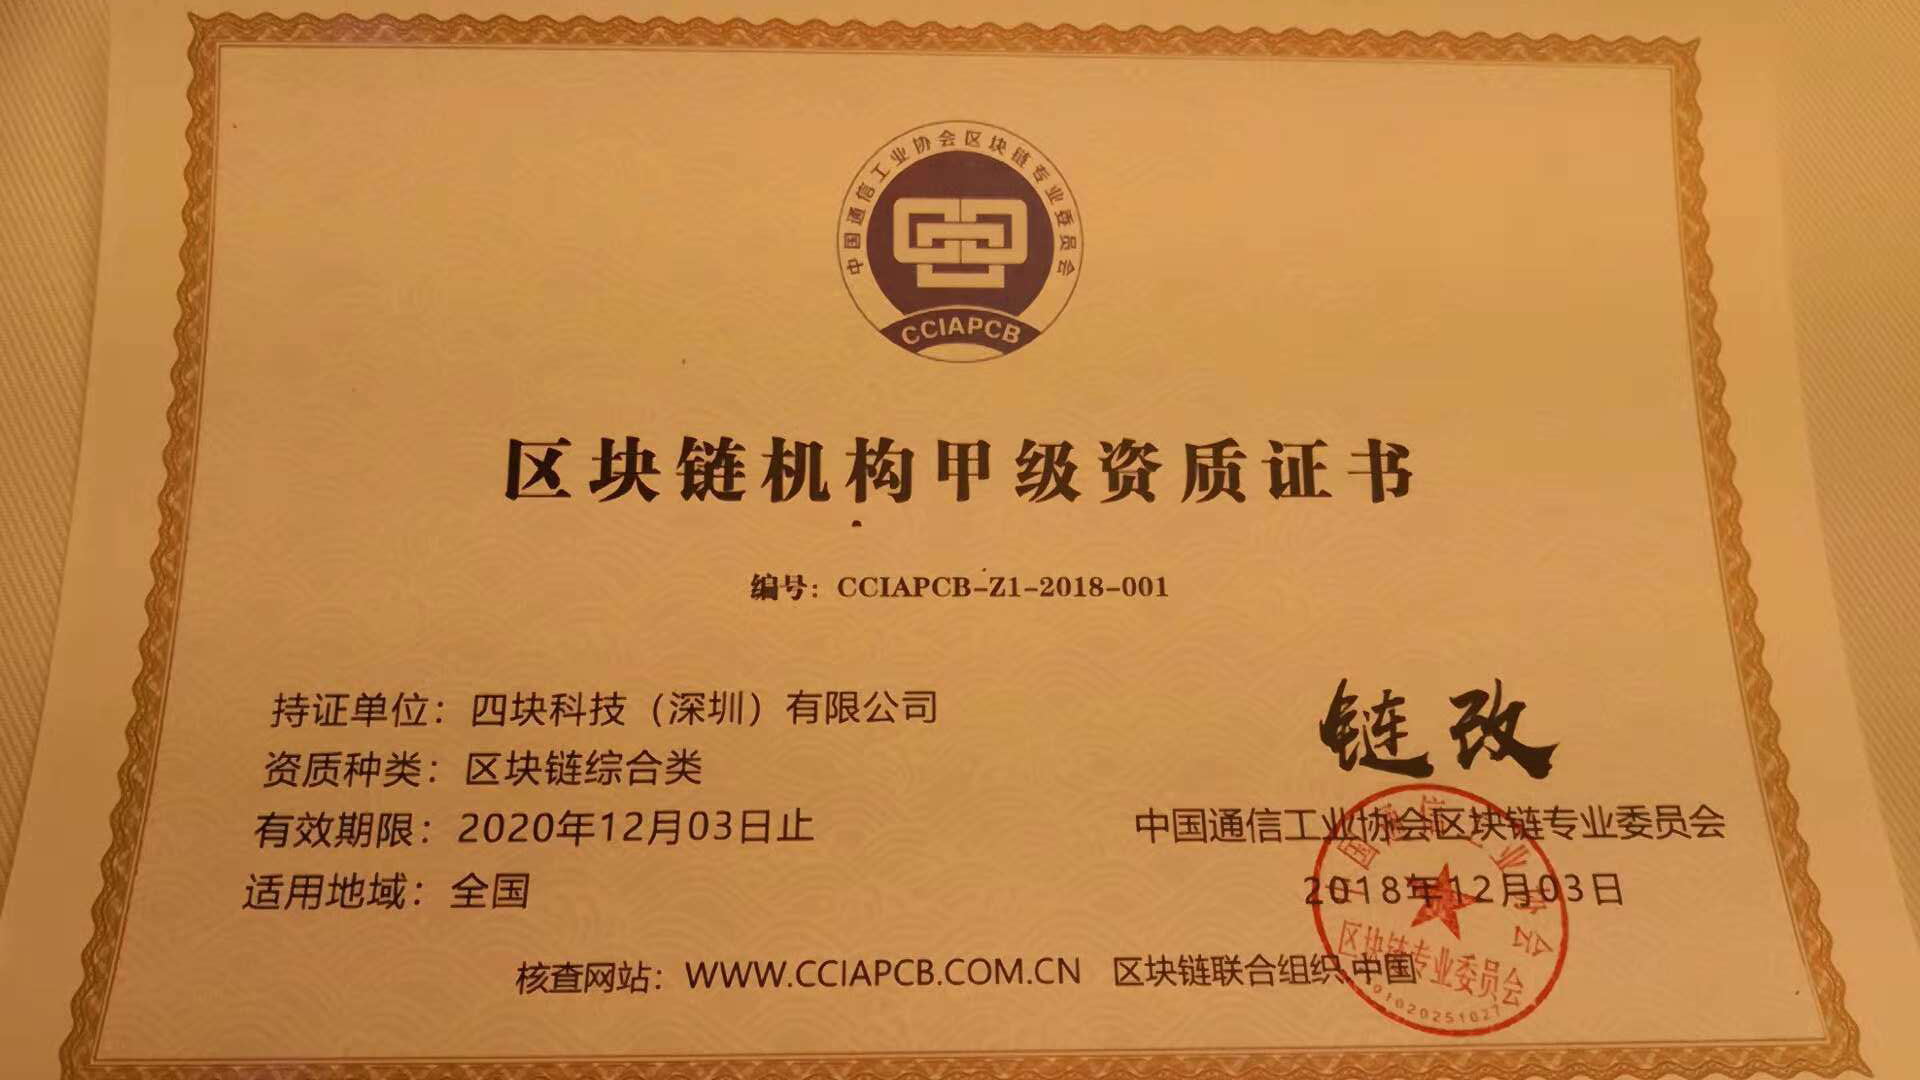 中国通信工业协会区块链专业委员会
CCIAPCB
区块链机构甲级资质证书
编号：CCIAPCB-Z1-2018-001
持证单位：四块科技（深圳）有限公司
资质种类：区块链综合类
有效期限：2020年12月03日止
适用地域：全国
链改
中国通信工业协会区块链专业委员会
2018年12月03日
区块链专业委员会
核查网站：WWW.CCIAPCB.COM.CN 区块链联合组织.中国